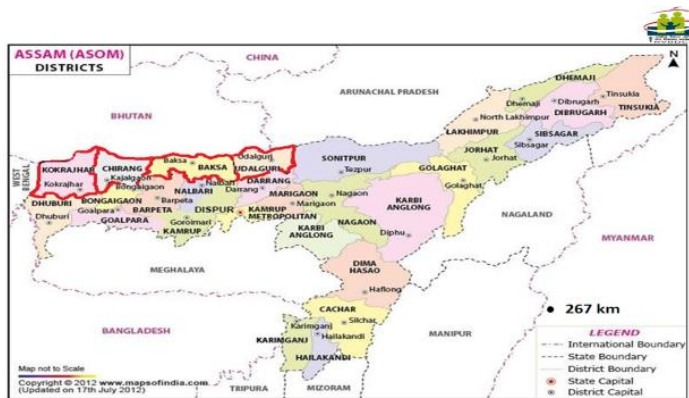 ASSAM (ASOM)
DISTRICTS
CHINA
N
ARUNACHAL PRADESH
BHUTAN
DHEMAJI
Tinsukia
Dhemaji
Dibrugarh
TINSUKIA
DIBRUGARH
North Lakhimpur
LAKHIMPUR
SIBSAGAR
Sibsagar
JORHAT
Jorhat
WEST
BENGAL
KOKRAJHAR
Kokrajhar
CHIRANG
Kajalgaon
Baksa
BAKSA
Udalguri
UDALGURI
SONITPUR
Tezpur
GOLAGHAT
Golaghat
Bongaigaon
NALBARI
Nalbari
DARRANG
Darrang
MARIGAON
Marigaon
Nagaon
KARBI
ANGLONG
DHUBURI
Dhuburi
BONGAIGAON
Goalpara
GOALPARA
BARPETA
Barpeta
DISPUR
Goroimari
KAMRUP
KAMRUP
METROPOLITAN
NAGAON
KARBI
ANGLONG
Diphu
NAGALAND
MYANMAR
MEGHALAYA
DIMA
HASAO
Haflong
BANGLADESH
CACHAR
Silchar
Karimganj
KARIMGANJ
Hailakandi
HAILAKANDI
MANIPUR
TRIPURA
MIZORAM
• 267 km
LEGEND
International Boundary
State Boundary
District Boundary
State Capital
District Capital
Map not to Scale
Copyright © 2012 www.mapsofindia.com
(Updated on 17th July 2012)